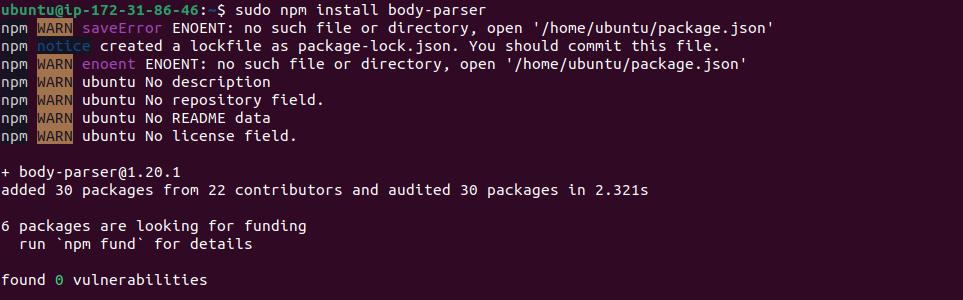 ubuntu@ip-172-31-86-46:~$ sudo npm install body-parser
npm WARN saveError ENOENT: no such file or directory, open '/home/ubuntu/package.json'
npm notice created a lockfile as package-lock.json. You should commit this file.
npm WARN enoent ENOENT: no such file or directory, open '/home/ubuntu/package.json'
npm WARN ubuntu No description
npm WARN ubuntu No repository field.
npm WARN ubuntu No README data
npm WARN ubuntu No license field.
+ body-parser@1.20.1
added 30 packages from 22 contributors and audited 30 packages in 2.321s
6 packages are looking for funding
run `npm fund` for details
found 0 vulnerabilities